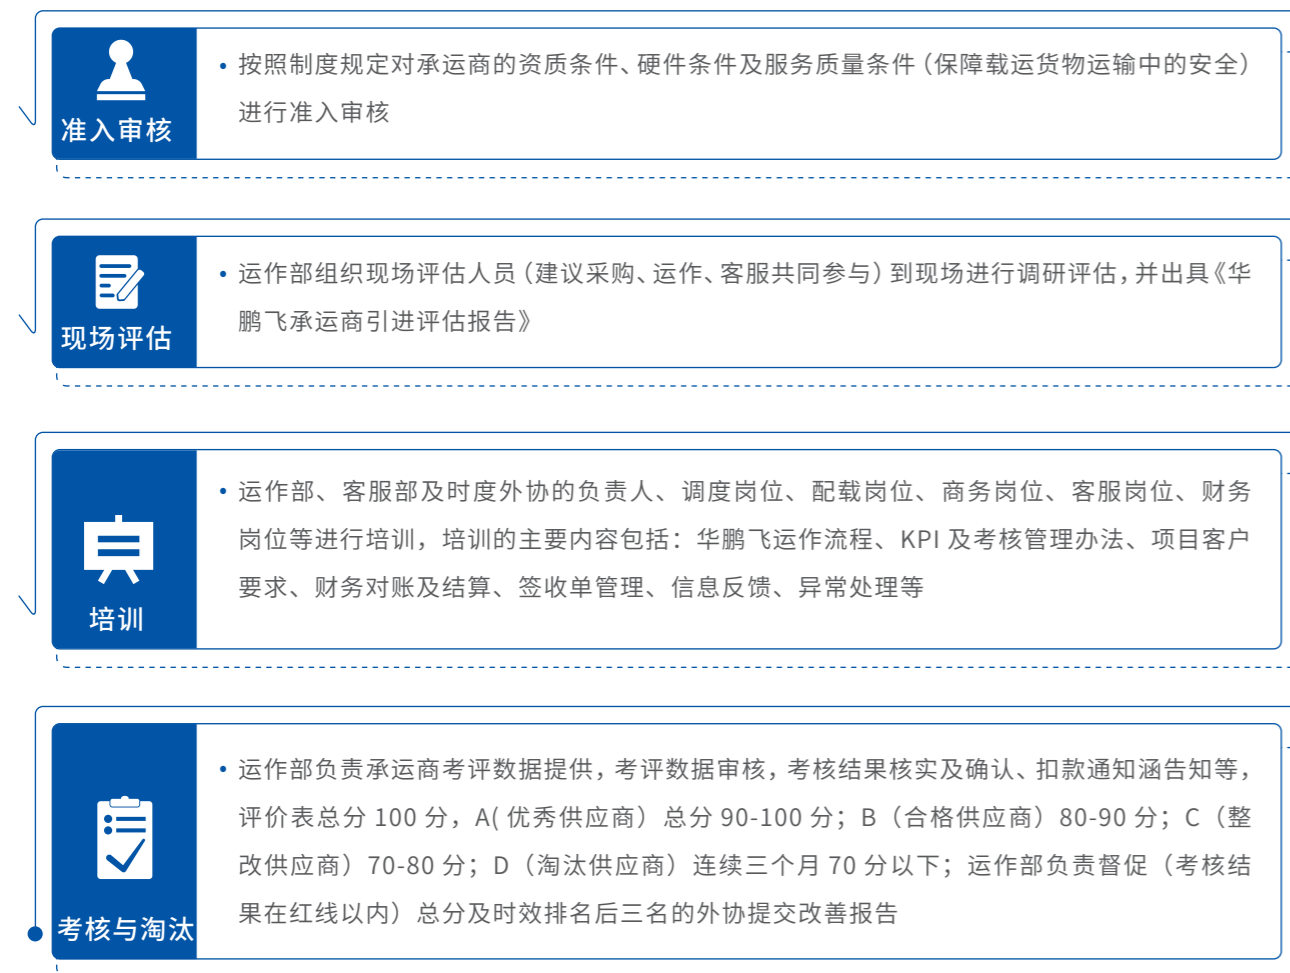 准入审核
• 按照制度规定对承运商的资质条件、硬件条件及服务质量条件（保障载运货物运输中的安全）
进行准入审核
现场评估
• 运作部组织现场评估人员（建议采购、运作、客服共同参与）到现场进行调研评估，并出具《华
鹏飞承运商引进评估报告》
培训
• 运作部、客服部及时度外协的负责人、调度岗位、配载岗位、商务岗位、客服岗位、财务
岗位等进行培训，培训的主要内容包括：华鹏飞运作流程、KPI 及考核管理办法、项目客户
要求、财务对账及结算、签收单管理、信息反馈、异常处理等
考核与淘汰
• 运作部负责承运商考评数据提供，考评数据审核，考核结果核实及确认、扣款通知涵告知等，
评价表总分 100 分，A( 优秀供应商）总分 90-100 分；B（合格供应商）80-90 分；C（整
改供应商）70-80 分；D（淘汰供应商）连续三个月 70 分以下；运作部负责督促（考核结
果在红线以内）总分及时效排名后三名的外协提交改善报告